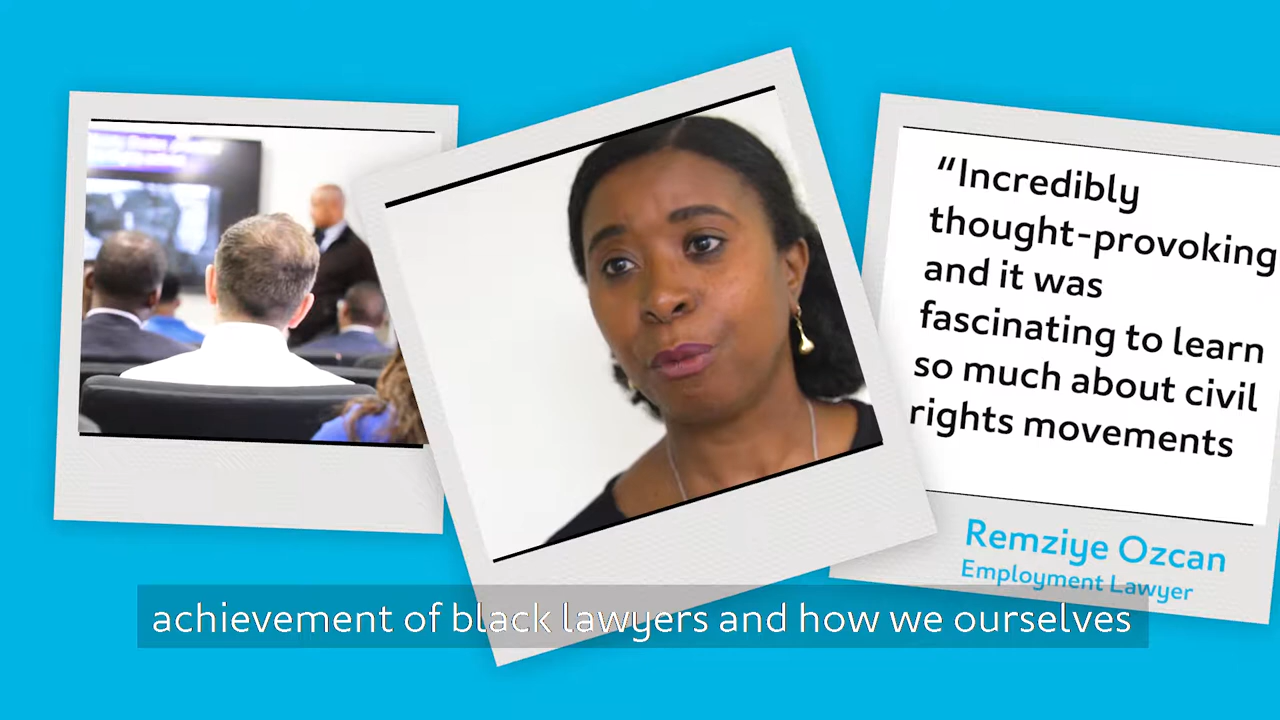 “Incredibly
thought-provoking
and it was
fascinating to learn
so much about civil
rights movements
Remziye Ozcan
Employment Lawyer
achievement of black lawyers and how we ourselves